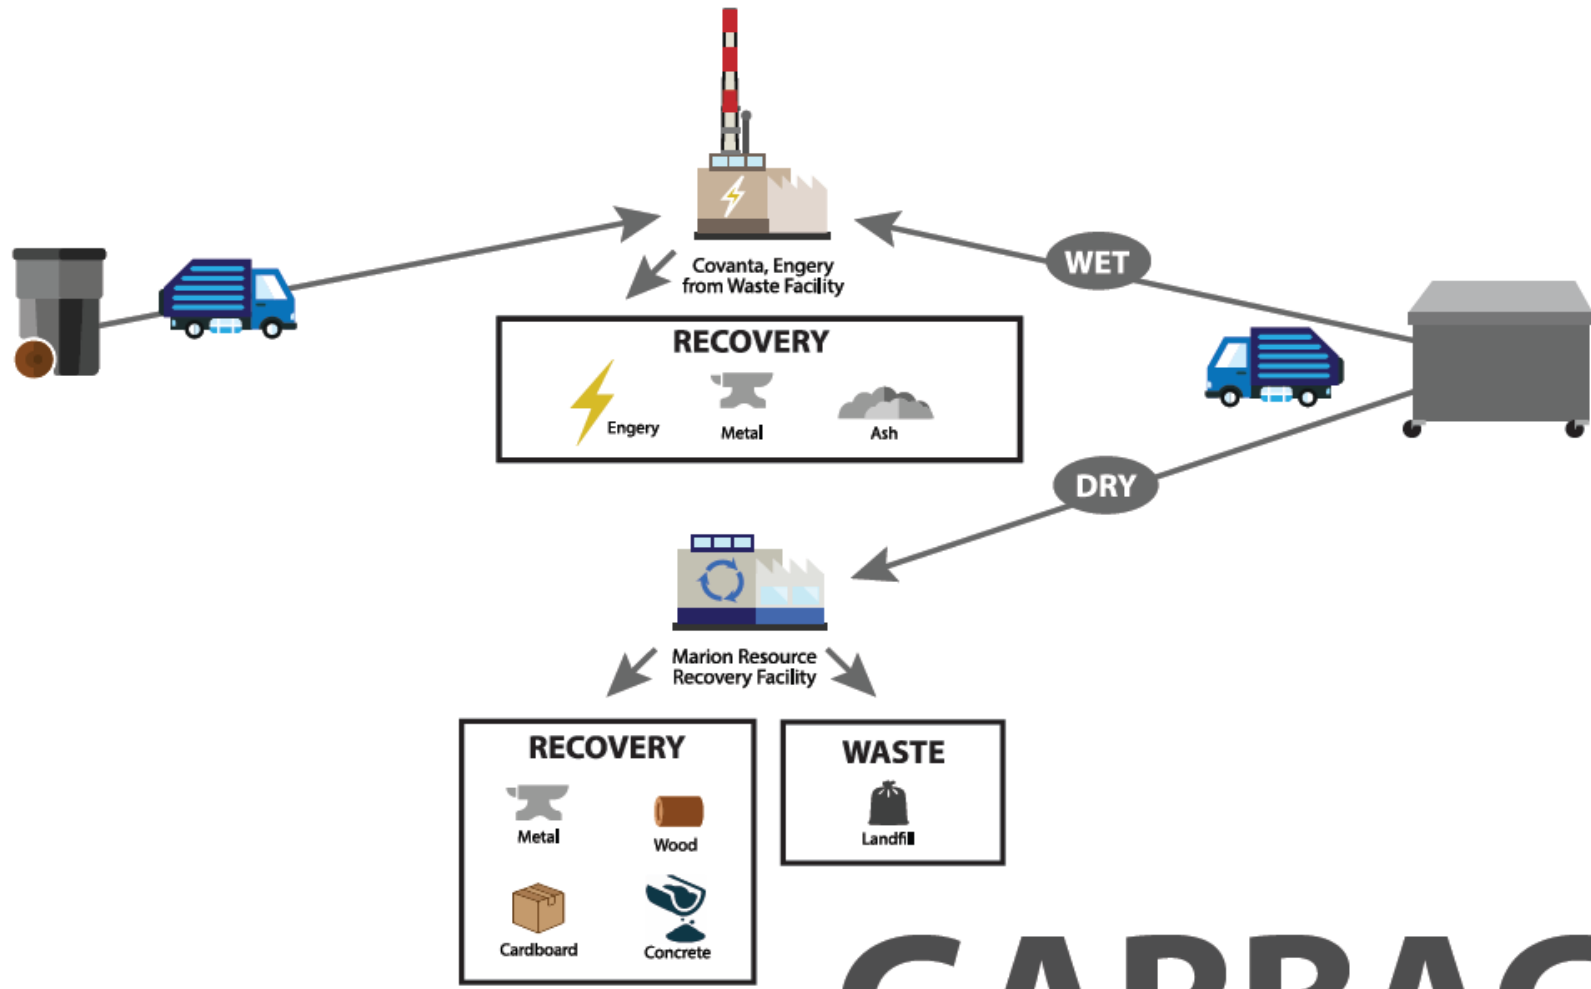 Covanta, Engery
from Waste Facility
WET
RECOVERY
Engery
Metal
Ash
DRY
Marion Resource
Recovery Facility
RECOVERY
Metal
Wood
Cardboard
Concrete
WASTE
Landfill